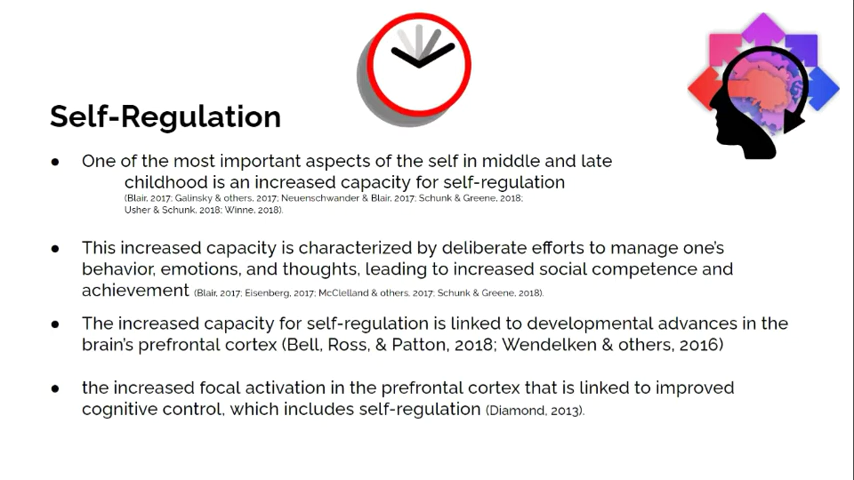 Self-Regulation
● One of the most important aspects of the self in middle and late
childhood is an increased capacity for self-regulation
(Blair, 2017; Galinsky & others, 2017; Neuenschwander & Blair, 2017; Schunk & Greene, 2018;
Usher & Schunk, 2018; Winne, 2018).
● This increased capacity is characterized by deliberate efforts to manage one's
behavior, emotions, and thoughts, leading to increased social competence and
achievement (Blair, 2017; Eisenberg, 2017; McClelland & others, 2017; Schunk & Greene, 2018).
● The increased capacity for self-regulation is linked to developmental advances in the
brain's prefrontal cortex (Bell, Ross, & Patton, 2018; Wendelken & others, 2016)
● the increased focal activation in the prefrontal cortex that is linked to improved
cognitive control, which includes self-regulation (Diamond, 2013).